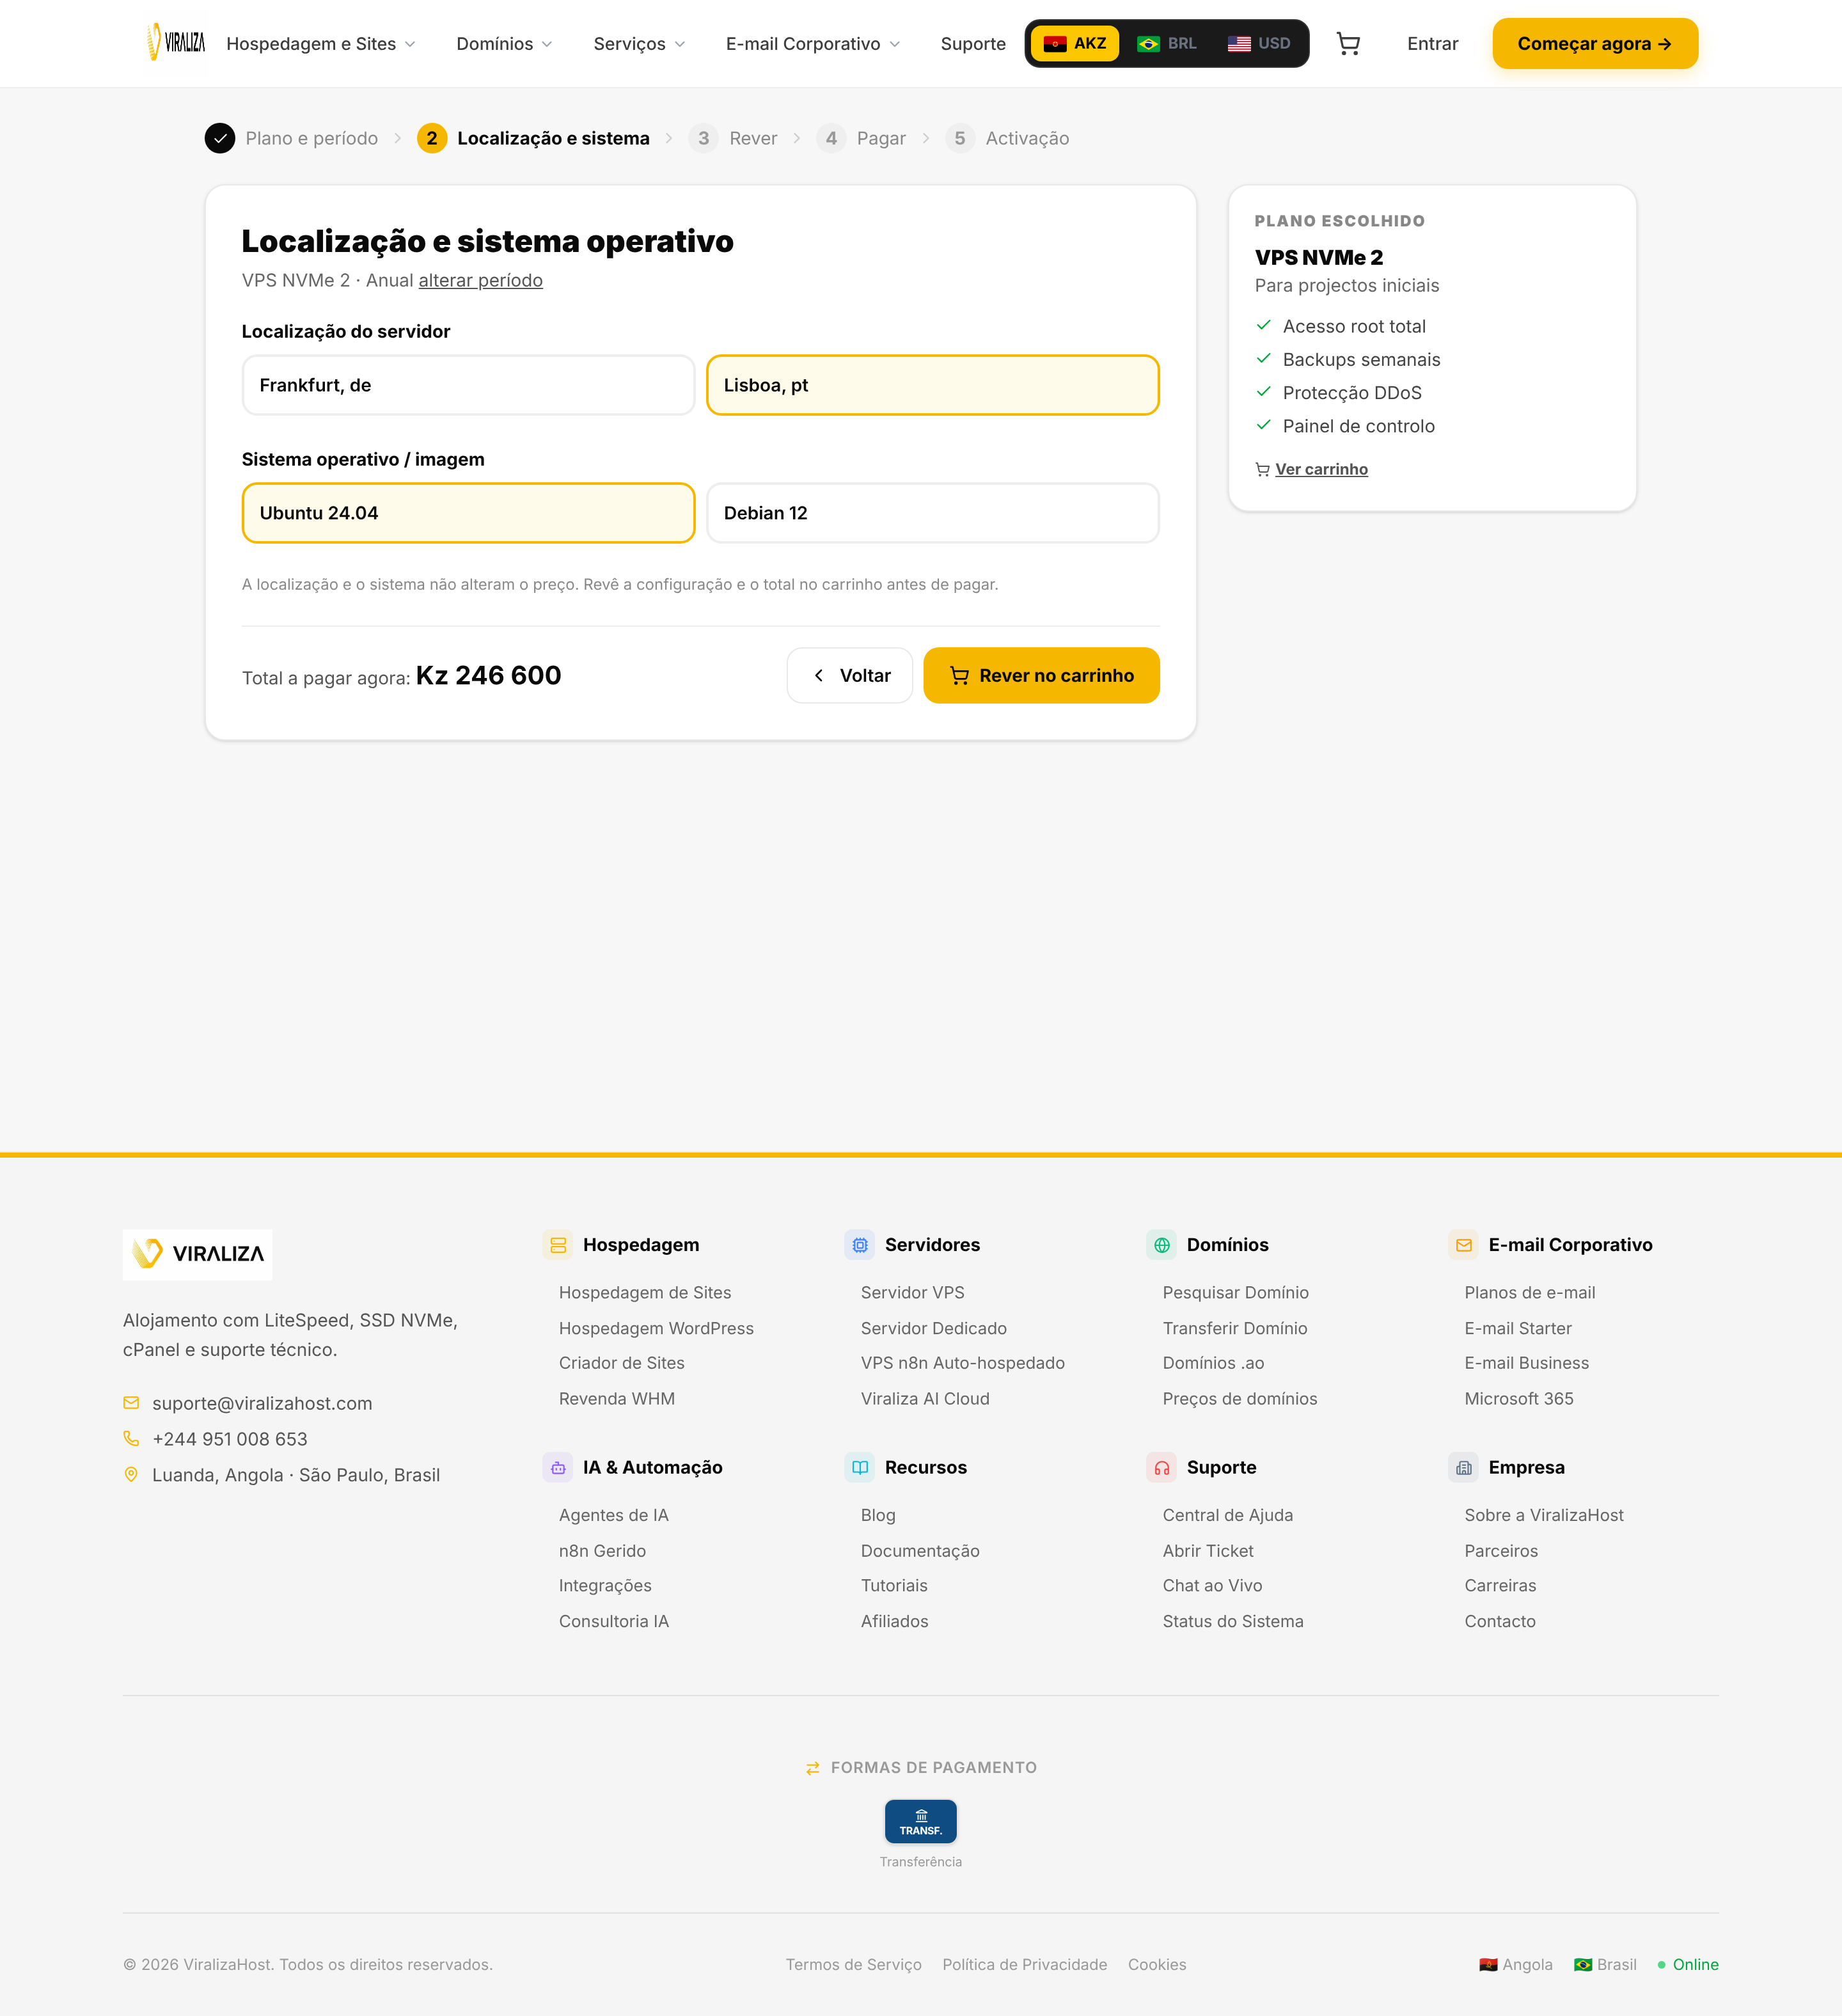 VIRALIZA
Hospedagem e Sites
Domínios
Serviços
E-mail Corporativo
Suporte
AKZ
BRL
USD
Entrar
Começar agora →
Plano e período
2 Localização e sistema
3 Rever
4 Pagar
5 Activação
Localização e sistema operativo
VPS NVMe 2 · Anual alterar período
Localização do servidor
Frankfurt, de
Lisboa, pt
Sistema operativo / imagem
Ubuntu 24.04
Debian 12
A localização e o sistema não alteram o preço. Revê a configuração e o total no carrinho antes de pagar.
Total a pagar agora: Kz 246 600
Voltar
Rever no carrinho
PLANO ESCOLHIDO
VPS NVMe 2
Para projectos iniciais
Acesso root total
Backups semanais
Protecção DDoS
Painel de controlo
Ver carrinho
VIRALIZA
Alojamento com LiteSpeed, SSD NVMe,
cPanel e suporte técnico.
suporte@viralizahost.com
+244 951 008 653
Luanda, Angola · São Paulo, Brasil
Hospedagem
Hospedagem de Sites
Hospedagem WordPress
Criador de Sites
Revenda WHM
Servidores
Servidor VPS
Servidor Dedicado
VPS n8n Auto-hospedado
Viraliza AI Cloud
Domínios
Pesquisar Domínio
Transferir Domínio
Domínios .ao
Preços de domínios
E-mail Corporativo
Planos de e-mail
E-mail Starter
E-mail Business
Microsoft 365
IA & Automação
Agentes de IA
n8n Gerido
Integrações
Consultoria IA
Recursos
Blog
Documentação
Tutoriais
Afiliados
Suporte
Central de Ajuda
Abrir Ticket
Chat ao Vivo
Status do Sistema
Empresa
Sobre a ViralizaHost
Parceiros
Carreiras
Contacto
FORMAS DE PAGAMENTO
TRANSF.
Transferência
© 2026 ViralizaHost. Todos os direitos reservados.
Termos de Serviço
Política de Privacidade
Cookies
Angola
Brasil
Online